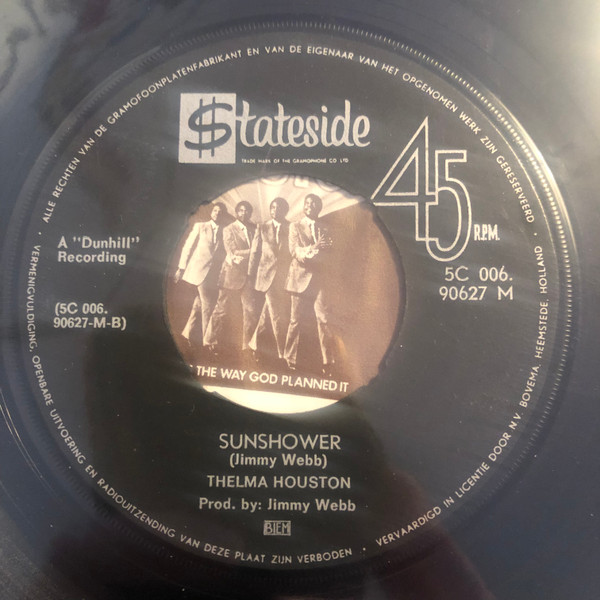 ALLE RECHTEN VAN DE GRAMOFOONPLATENFABRIKANT EN VAN DE EIGENAAR VAN HET OPGENOMEN WERK ZIJN GERESERVEERD ·
$tateside
TRADE MARK OF THE GRAMOPHONE CO LTD
45 R.P.M.
A "Dunhill"
Recording
5C 006.
90627 M
(5C 006.
90627-M-B)
THE WAY GOD PLANNED IT
SUNSHOWER
(Jimmy Webb)
THELMA HOUSTON
Prod. by: Jimmy Webb
BIEM
· VERMENIGVULDIGING, OPENBARE UITVOERING EN RADIOUITZENDING VAN DEZE PLAAT ZIJN VERBODEN ·
VERVAARDIGD IN LICENTIE DOOR N.V. BOVEMA, HEEMSTEDE, HOLLAND ·